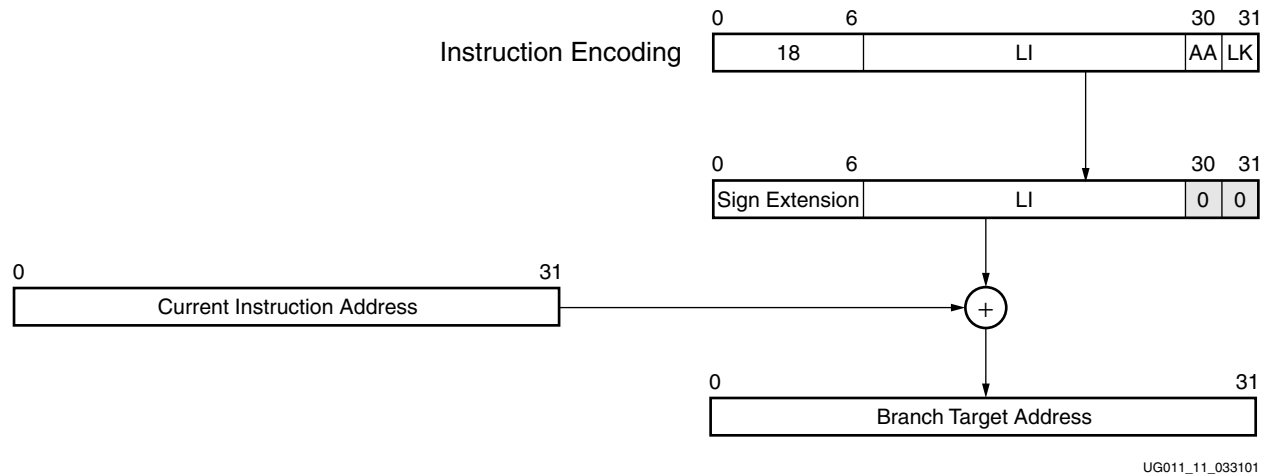 0 6 30 31
Instruction Encoding 18 LI AA LK
0 6 30 31
Sign Extension LI 0 0
0 31
Current Instruction Address +
0 31
Branch Target Address
UG011_11_033101